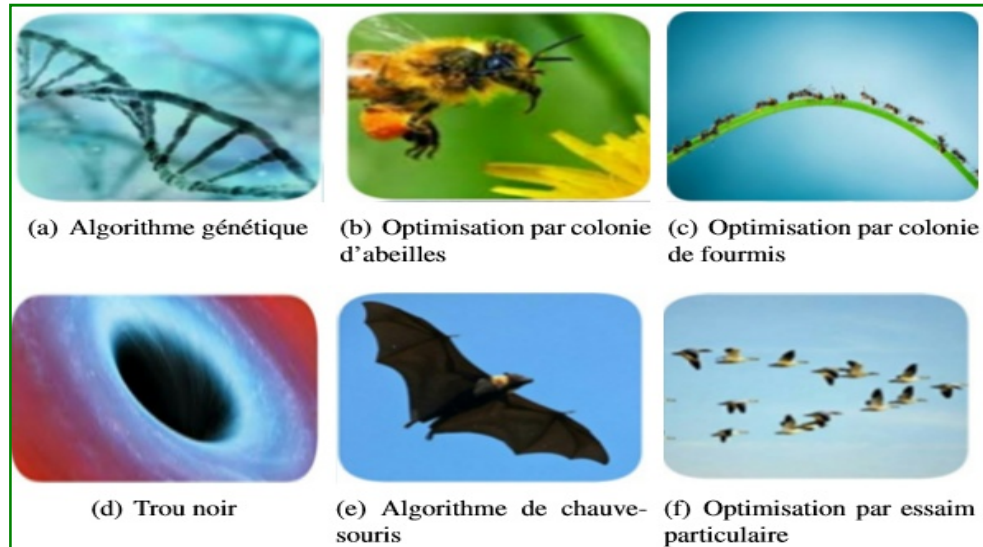 (a) Algorithme génétique
(b) Optimisation par colonie
d'abeilles
(c) Optimisation par colonie
de fourmis
(d) Trou noir
(e) Algorithme de chauve-
souris
(f) Optimisation par essaim
particulaire